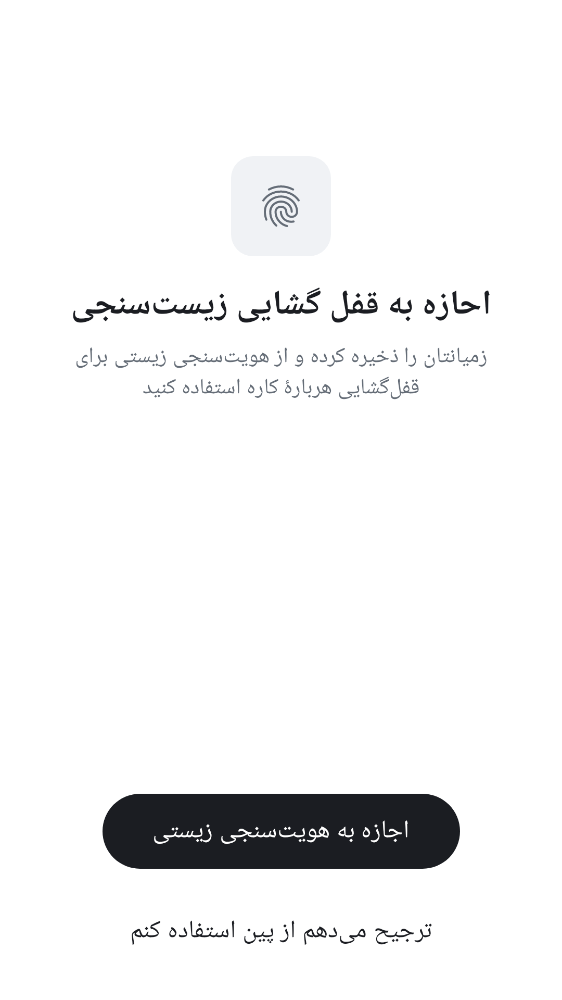 احازه به قفل گشایی زیست‌سنجی
زمیانتان را ذخیره کرده و از هویت‌سنجی زیستی برای
قفل‌گشایی هربارهٔ کاره استفاده کنید
اجازه به هویت‌سنجی زیستی
ترجیح می‌دهم از پین استفاده کنم